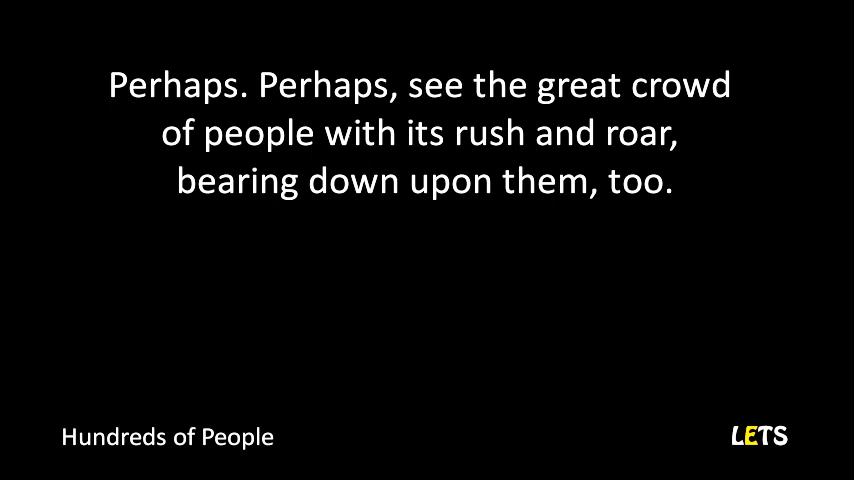 Perhaps. Perhaps, see the great crowd
of people with its rush and roar,
bearing down upon them, too.
Hundreds of People
LETS